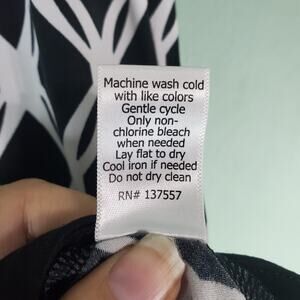 Machine wash cold
with like colors
Gentle cycle
Only non-
chlorine bleach
when needed
Lay flat to dry
Cool iron if needed
Do not dry clean
RN# 137557